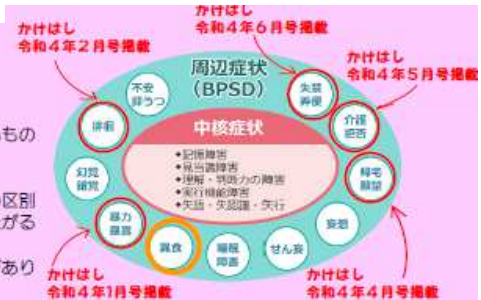 かけはし
令和4年2月号掲載
かけはし
令和4年6月号掲載
かけはし
令和4年5月号掲載
周辺症状
(BPSD)
不安
抑うつ
失禁
弄便
徘徊
介護
拒否
中核症状
•記憶障害
•見当識障害
•理解・判断力の障害
•実行機能障害
•失語・失認識・失行
幻覚
錯覚
帰宅
願望
暴力
暴言
異食
睡眠
障害
せん妄
妄想
もの
区別
がる
あり
かけはし
令和4年1月号掲載
かけはし
令和4年4月号掲載